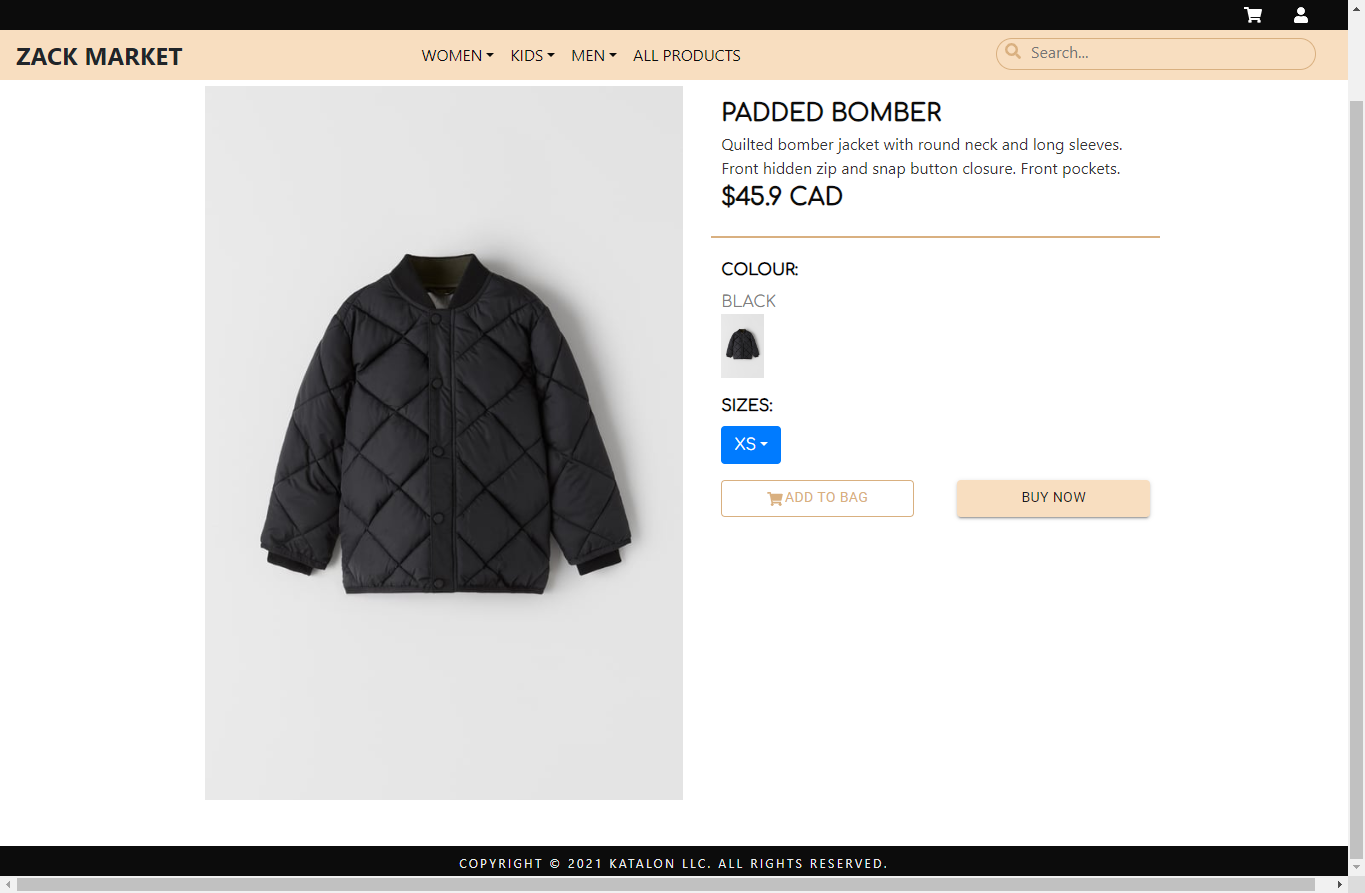 ZACK MARKET
WOMEN
KIDS
MEN
ALL PRODUCTS
Search...
PADDED BOMBER
Quilted bomber jacket with round neck and long sleeves.
Front hidden zip and snap button closure. Front pockets.
$45.9 CAD
COLOUR:
BLACK
SIZES:
XS
ADD TO BAG
BUY NOW
COPYRIGHT © 2021 KATALON LLC. ALL RIGHTS RESERVED.